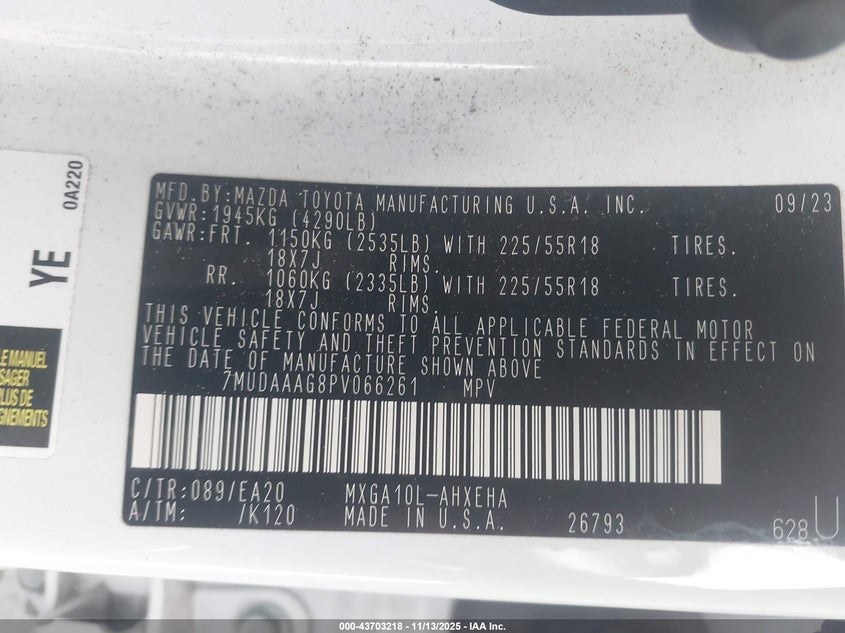 MFD.BY:MAZDA TOYOTA MANUFACTURING U.S.A. INC. 09/23
GVWR:1945KG (4290LB)
GAWR:FRT. 1150KG (2535LB) WITH 225/55R18 TIRES.
18X7J RIMS.
RR. 1060KG (2335LB) WITH 225/55R18 TIRES.
18X7J RIMS.
THIS VEHICLE CONFORMS TO ALL APPLICABLE FEDERAL MOTOR
VEHICLE SAFETY AND THEFT PREVENTION STANDARDS IN EFFECT ON
THE DATE OF MANUFACTURE SHOWN ABOVE
7MUDAAAG8PV066261 MPV
C/TR:089/EA20 MXGA10L-AHXEHA
A/TM: /K120 MADE IN U.S.A. 26793 628 U
YE 0A220
LE MANUEL
SAGER
PLUS DE
GNEMENTS
000-43703218 - 11/13/2025 - IAA Inc.